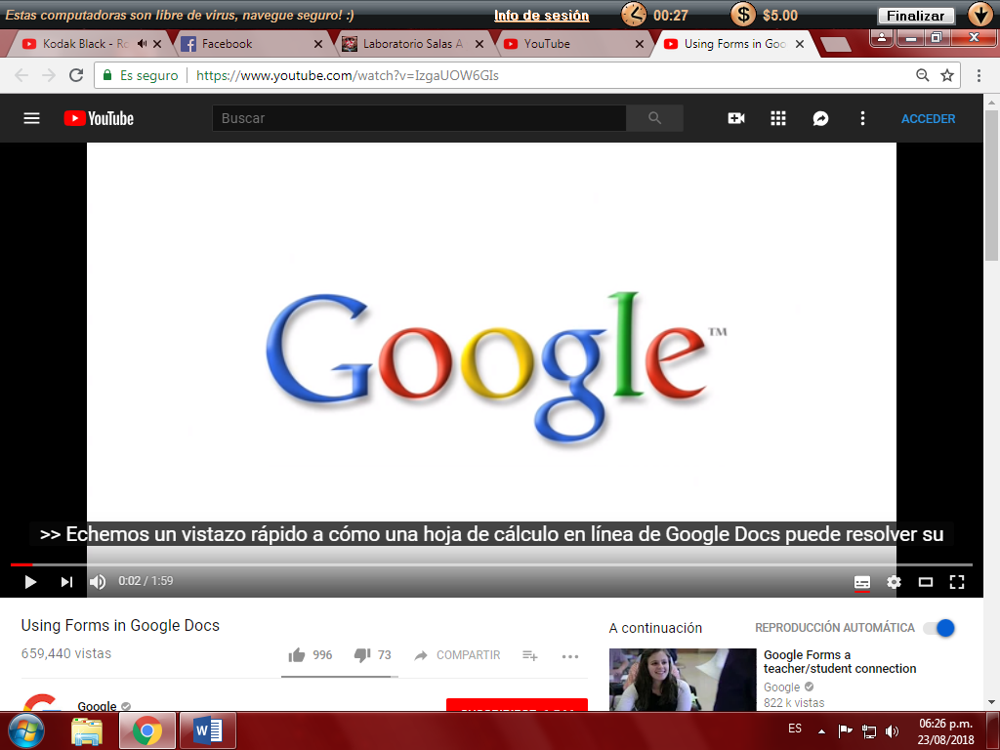 Estas computadoras son libre de virus, navegue seguro! :)
Info de sesión
00:27
$
$5.00
Finalizar
Kodak Black - Ro
Facebook
Laboratorio Salas A
YouTube
Using Forms in Goo
Es seguro
https://www.youtube.com/watch?v=IzgaUOW6GIs
YouTube
Buscar
ACCEDER
Google™
>> Echemos un vistazo rápido a cómo una hoja de cálculo en línea de Google Docs puede resolver su
0:02 / 1:59
Using Forms in Google Docs
659,440 vistas
996
73
COMPARTIR
A continuación
REPRODUCCIÓN AUTOMÁTICA
Google Forms a
teacher/student connection
Google
822 k vistas
Google
ES
06:26 p.m.
23/08/2018